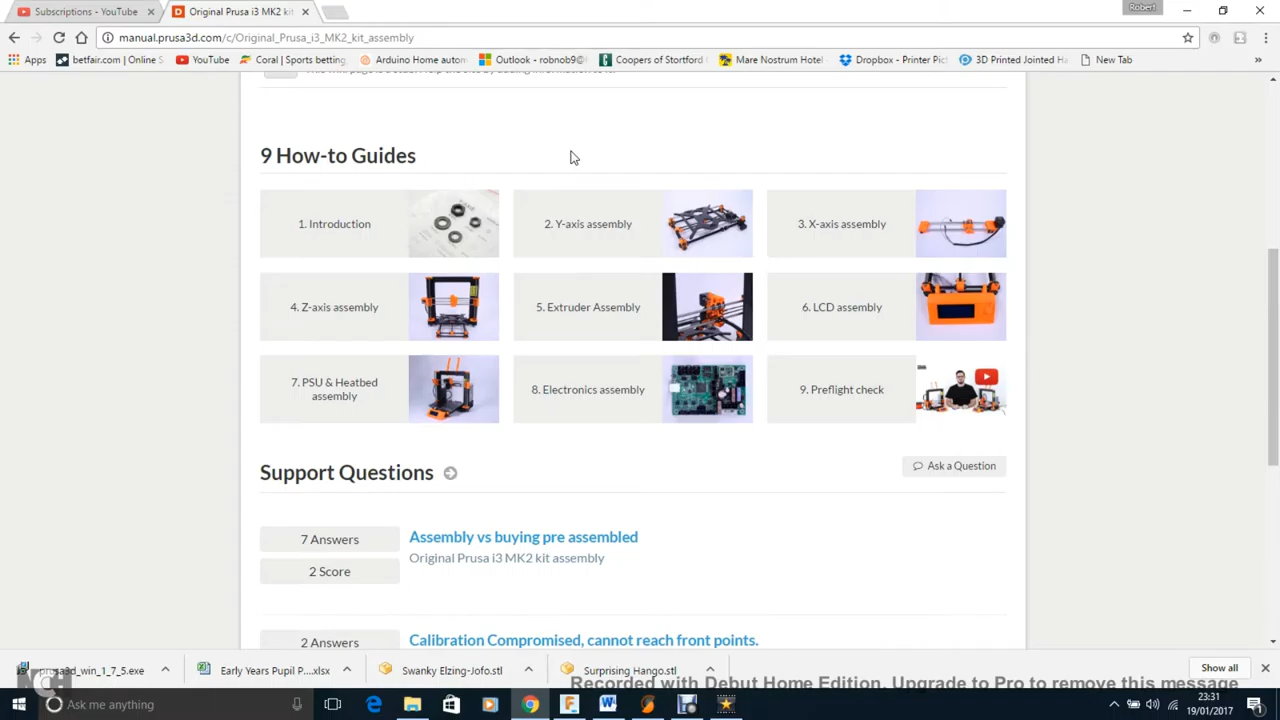 Subscriptions - YouTube
Original Prusa i3 MK2 kit
Robert
manual.prusa3d.com/c/Original_Prusa_i3_MK2_kit_assembly
Apps
betfair.com | Online S
YouTube
Coral | Sports betting
Arduino Home autom
Outlook - robnob9@
Coopers of Stortford
Mare Nostrum Hotel
Dropbox - Printer Pict
3D Printed Jointed Ha
New Tab
9 How-to Guides
1. Introduction
2. Y-axis assembly
3. X-axis assembly
4. Z-axis assembly
5. Extruder Assembly
6. LCD assembly
7. PSU & Heatbed
assembly
8. Electronics assembly
9. Preflight check
Support Questions
Ask a Question
7 Answers
Assembly vs buying pre assembled
Original Prusa i3 MK2 kit assembly
2 Score
2 Answers
Calibration Compromised, cannot reach front points.
prusa3d_win_1_7_5.exe
Early Years Pupil P....xlsx
Swanky Elzing-Jofo.stl
Surprising Hango.stl
Show all
Recorded with Debut Home Edition. Upgrade to Pro to remove this message
Ask me anything
23:31
19/01/2017